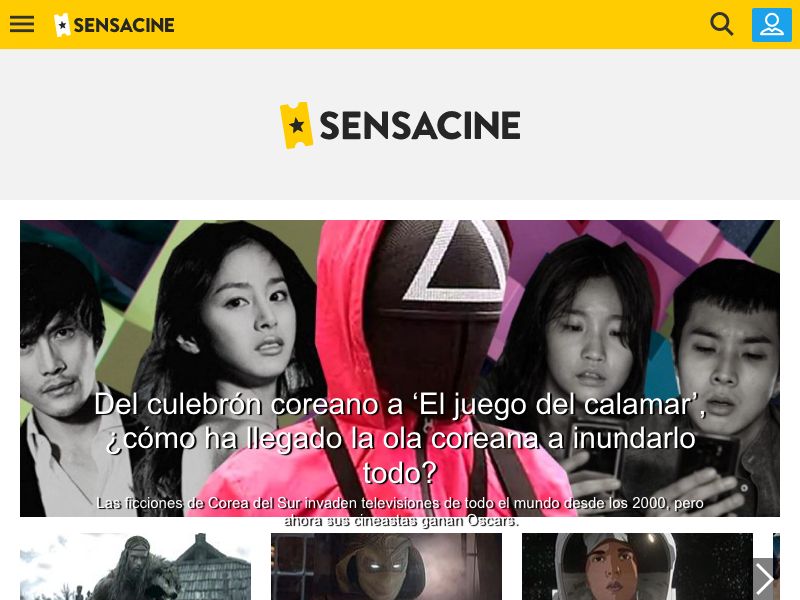 SENSACINE
SENSACINE
Del culebrón coreano a ‘El juego del calamar’,
¿cómo ha llegado la ola coreana a inundarlo
todo?
Las ficciones de Corea del Sur invaden televisiones de todo el mundo desde los 2000, pero
ahora sus cineastas ganan Oscars.